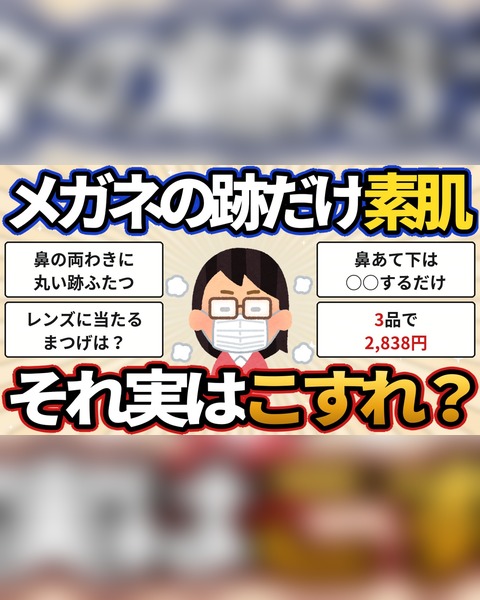 メガネの跡だけ素肌
鼻の両わきに
丸い跡ふたつ
鼻あて下は
○○するだけ
レンズに当たる
まつげは？
3品で
2,838円
それ実はこすれ？